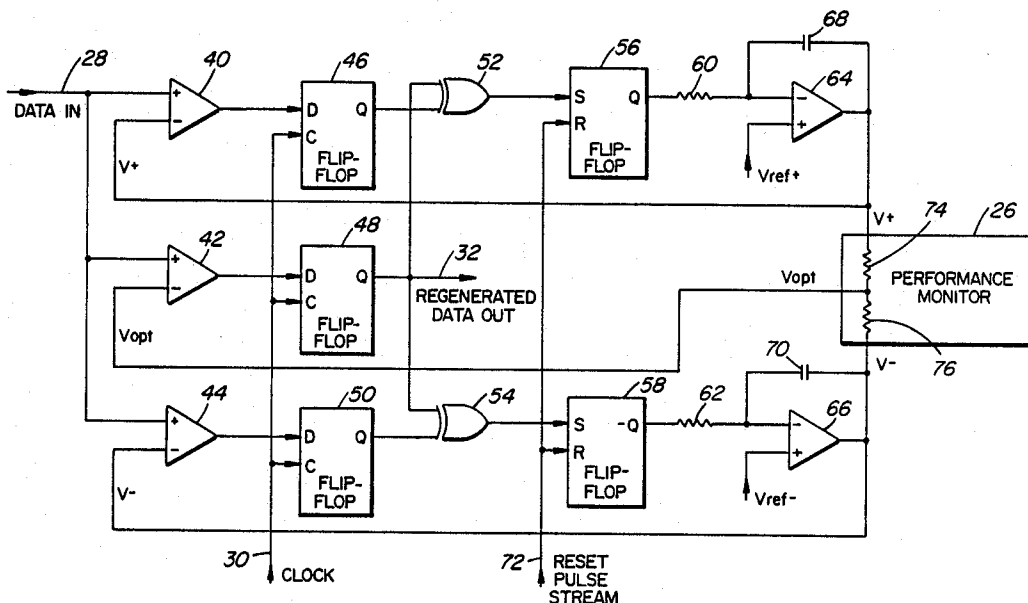 28
DATA IN
40
+
-
V+
46
D
Q
C
FLIP-
FLOP
52
56
S
Q
R
FLIP-
FLOP
60
68
64
-
+
Vref+
V+
74
26
PERFORMANCE
MONITOR
Vopt
76
V-
42
+
-
Vopt
48
D
Q
C
FLIP-
FLOP
32
REGENERATED
DATA OUT
44
+
-
V-
50
D
Q
C
FLIP-
FLOP
54
58
S
-Q
R
FLIP-
FLOP
62
70
66
-
+
Vref-
30
CLOCK
72
RESET
PULSE
STREAM